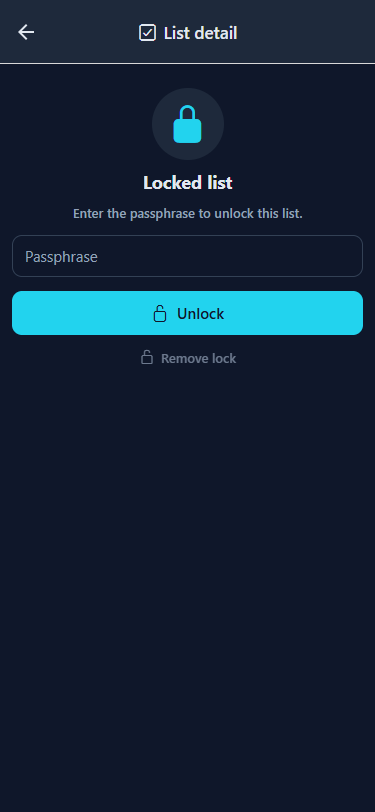 List detail
Locked list
Enter the passphrase to unlock this list.
Passphrase
Unlock
Remove lock